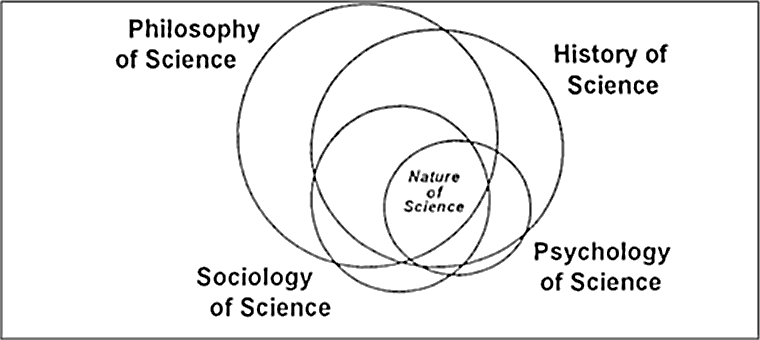 Philosophy
of Science
History of
Science
Nature
of
Science
Sociology
of Science
Psychology
of Science